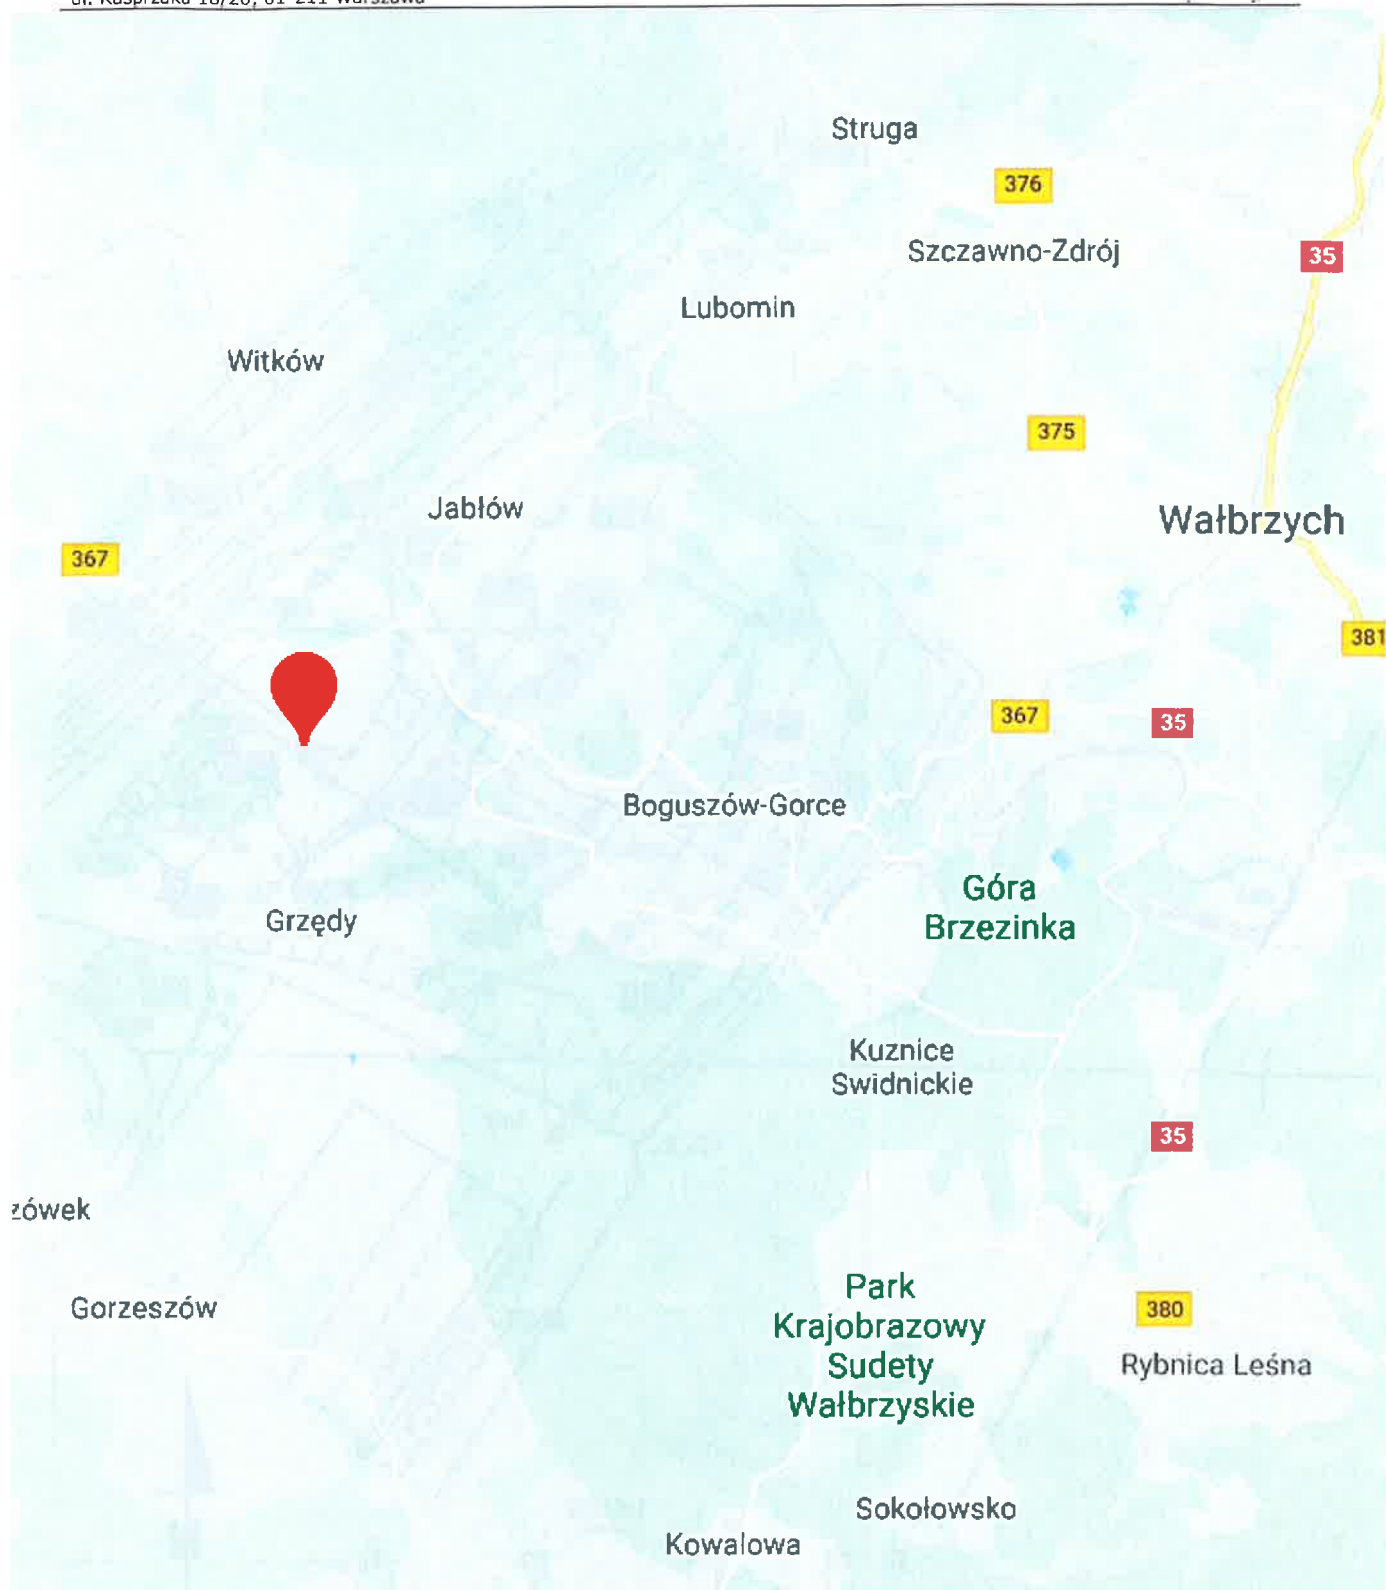 Struga
376
Szczawno-Zdrój
35
Lubomin
Witków
375
Jabłów
Wałbrzych
367
381
367
35
Boguszów-Gorce
Góra
Brzezinka
Grzędy
Kuznice
Swidnickie
35
zówek
Park
Krajobrazowy
Sudety
Wałbrzyskie
Gorzeszów
380
Rybnica Leśna
Sokołowsko
Kowalowa